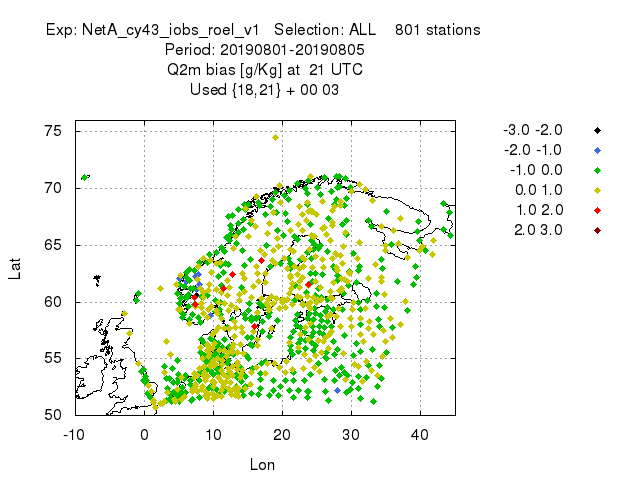 Exp: NetA_cy43_iobs_roel_v1 Selection: ALL 801 stations
Period: 20190801-20190805
Q2m bias [g/Kg] at 21 UTC
Used {18,21} + 00 03
-3.0 -2.0
-2.0 -1.0
-1.0 0.0
0.0 1.0
1.0 2.0
2.0 3.0
75
70
65
60
55
50
Lat
-10 0 10 20 30 40
Lon